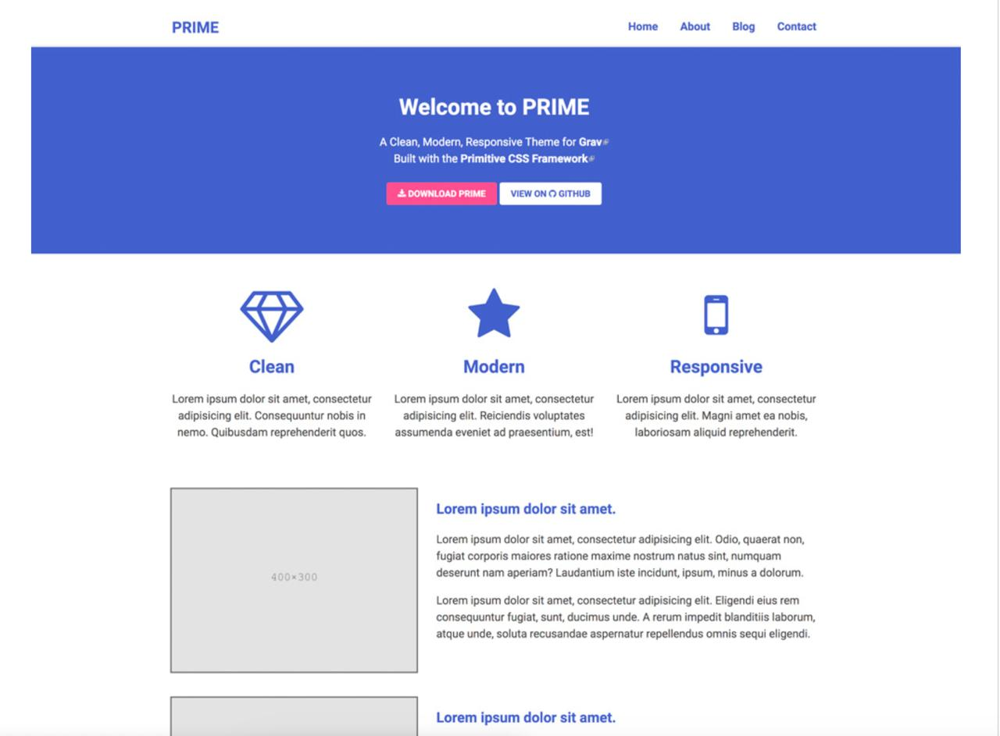 PRIME
Home About Blog Contact
Welcome to PRIME
A Clean, Modern, Responsive Theme for Grav
Built with the Primitive CSS Framework
DOWNLOAD PRIME
VIEW ON GITHUB
Clean
Lorem ipsum dolor sit amet, consectetur
adipisicing elit. Consequuntur nobis in
nemo. Quibusdam reprehenderit quos.
Modern
Lorem ipsum dolor sit amet, consectetur
adipisicing elit. Reiciendis voluptates
assumenda eveniet ad praesentium, est!
Responsive
Lorem ipsum dolor sit amet, consectetur
adipisicing elit. Magni amet ea nobis,
laboriosam aliquid reprehenderit.
400×300
Lorem ipsum dolor sit amet.
Lorem ipsum dolor sit amet, consectetur adipisicing elit. Odio, quaerat non,
fugiat corporis maiores ratione maxime nostrum natus sint, numquam
deserunt nam aperiam? Laudantium iste incidunt, ipsum, minus a dolorum.
Lorem ipsum dolor sit amet, consectetur adipisicing elit. Eligendi eius rem
consequuntur fugiat, sunt, ducimus unde. A rerum impedit blanditiis laborum,
atque unde, soluta recusandae aspernatur repellendus omnis sequi eligendi.
Lorem ipsum dolor sit amet.